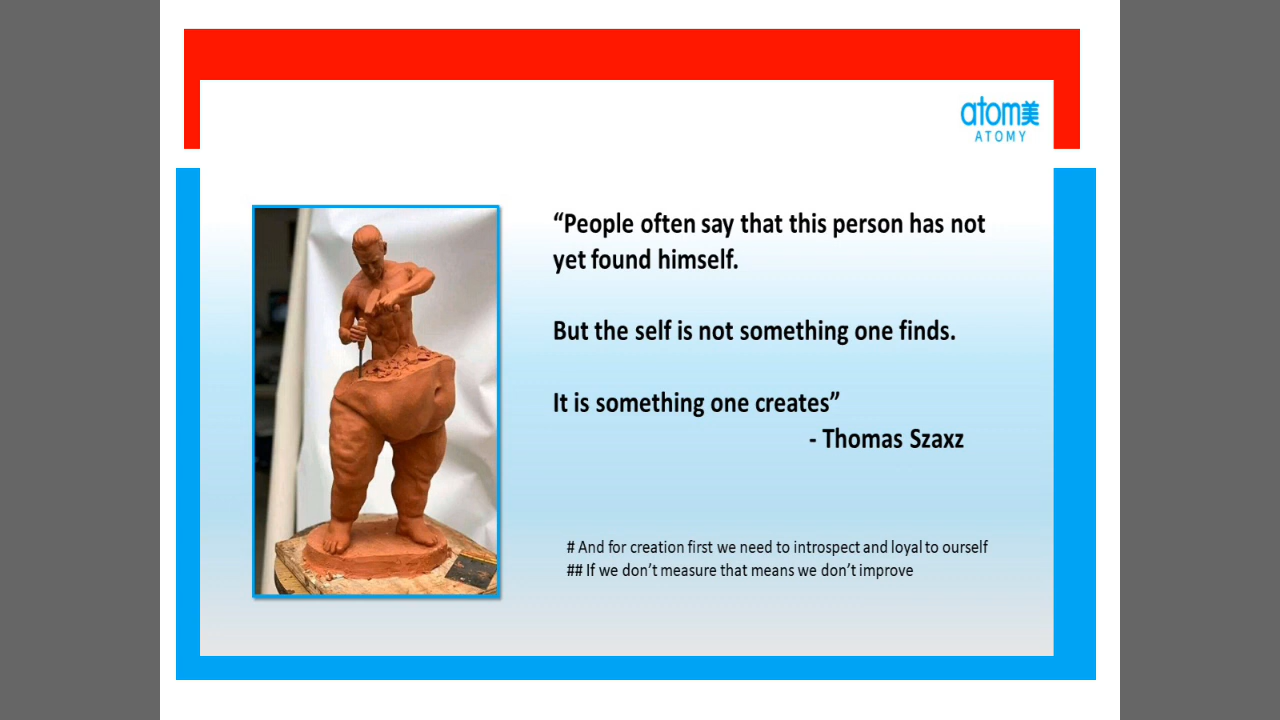 atom美
ATOMY
“People often say that this person has not
yet found himself.
But the self is not something one finds.
It is something one creates”
- Thomas Szaxz
# And for creation first we need to introspect and loyal to ourself
## If we don’t measure that means we don’t improve